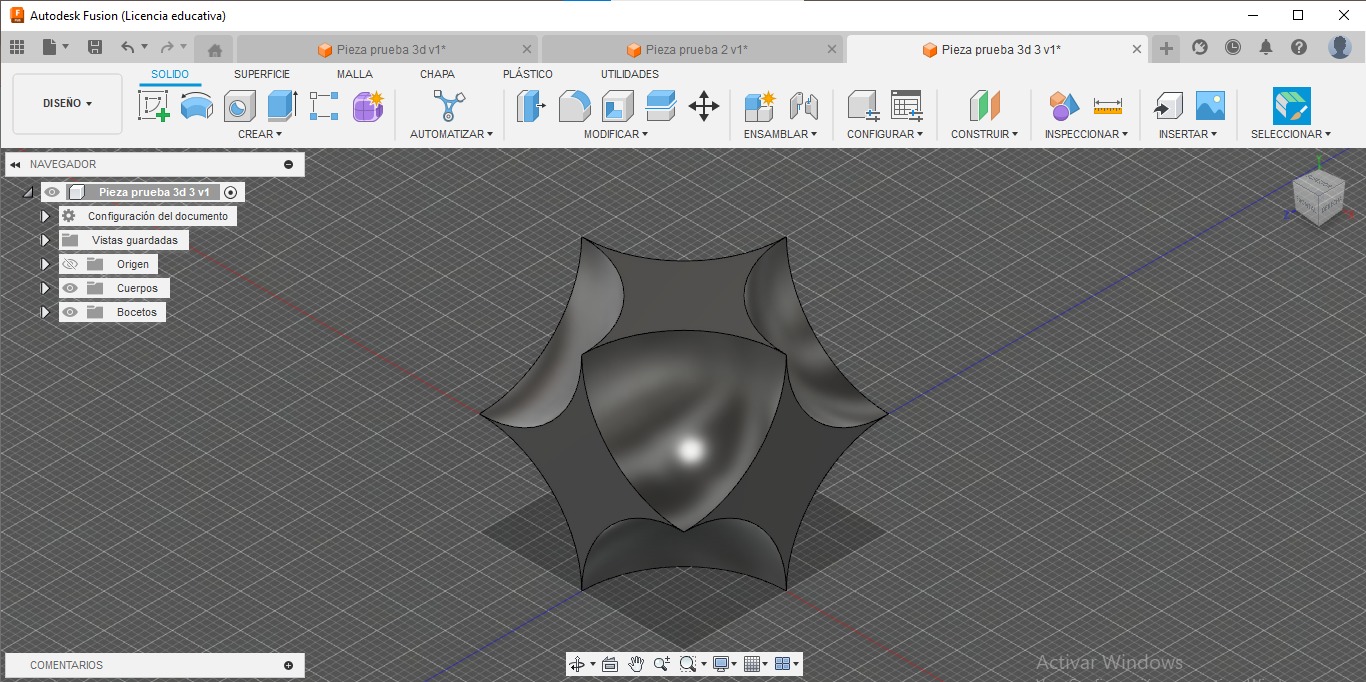 Autodesk Fusion (Licencia educativa)
Pieza prueba 3d v1*
Pieza prueba 2 v1*
Pieza prueba 3d 3 v1*
DISEÑO
SOLIDO
SUPERFICIE
MALLA
CHAPA
PLÁSTICO
UTILIDADES
CREAR
AUTOMATIZAR
MODIFICAR
ENSAMBLAR
CONFIGURAR
CONSTRUIR
INSPECCIONAR
INSERTAR
SELECCIONAR
NAVEGADOR
Pieza prueba 3d 3 v1
Configuración del documento
Vistas guardadas
Origen
Cuerpos
Bocetos
COMENTARIOS
Activar Windows